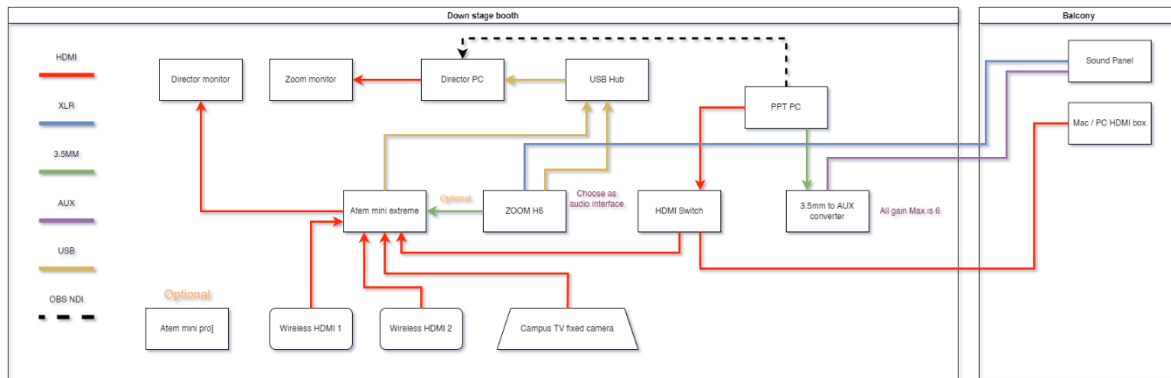 Down stage booth
Balcony
HDMI
XLR
3.5MM
AUX
USB
OBS NDI
Director monitor
Zoom monitor
Director PC
USB Hub
PPT PC
Sound Panel
Mac / PC HDMI box
Atem mini extreme
Optional
ZOOM H6
Choose as
audio interface
HDMI Switch
3.5mm to AUX
converter
All gain Max is 6
Optional
Atem mini pro]
Wireless HDMI 1
Wireless HDMI 2
Campus TV fixed camera